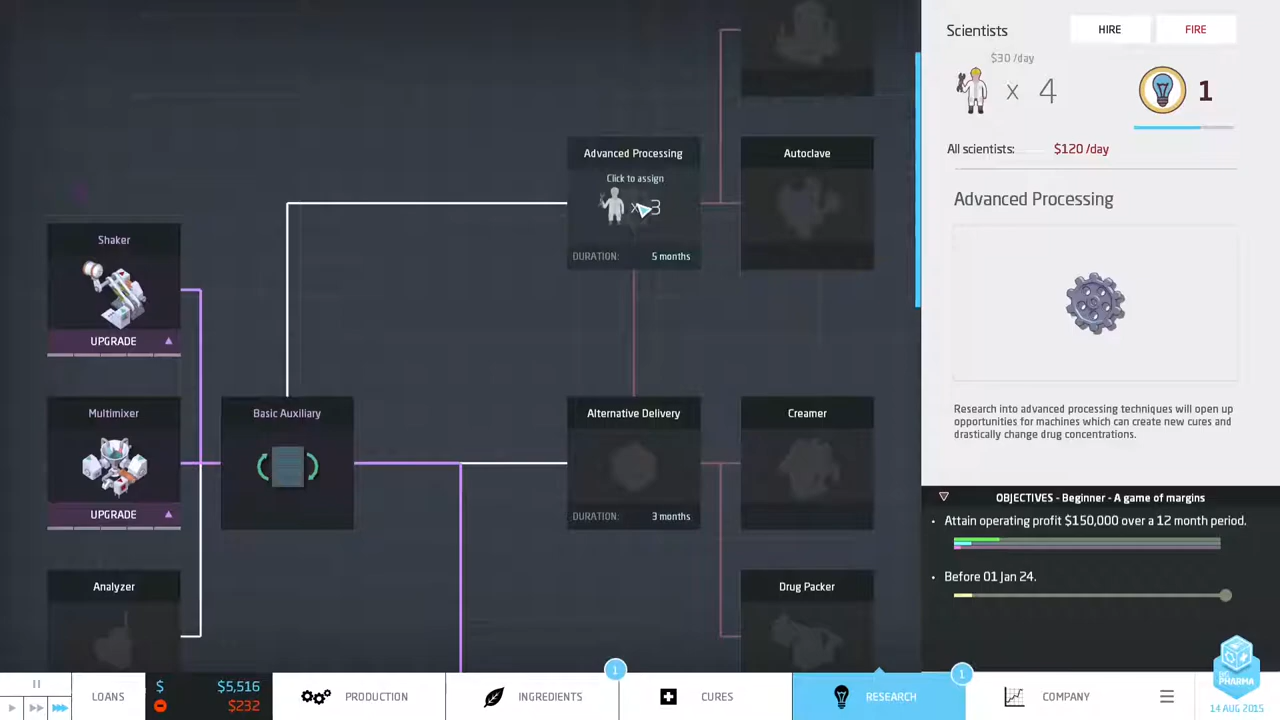 Scientists
HIRE
FIRE
$30 /day
x 4
1
All scientists:
$120 /day
Advanced Processing
Research into advanced processing techniques will open up
opportunities for machines which can create new cures and
drastically change drug concentrations.
OBJECTIVES - Beginner - A game of margins
Attain operating profit $150,000 over a 12 month period.
Before 01 Jan 24.
Advanced Processing
Click to assign
x 3
DURATION: 5 months
Autoclave
Shaker
UPGRADE
Multimixer
UPGRADE
Basic Auxiliary
Alternative Delivery
DURATION: 3 months
Creamer
Analyzer
Drug Packer
LOANS
$ $5,516
$232
PRODUCTION
INGREDIENTS
1
CURES
RESEARCH
1
COMPANY
PHARMA
14 AUG 2015